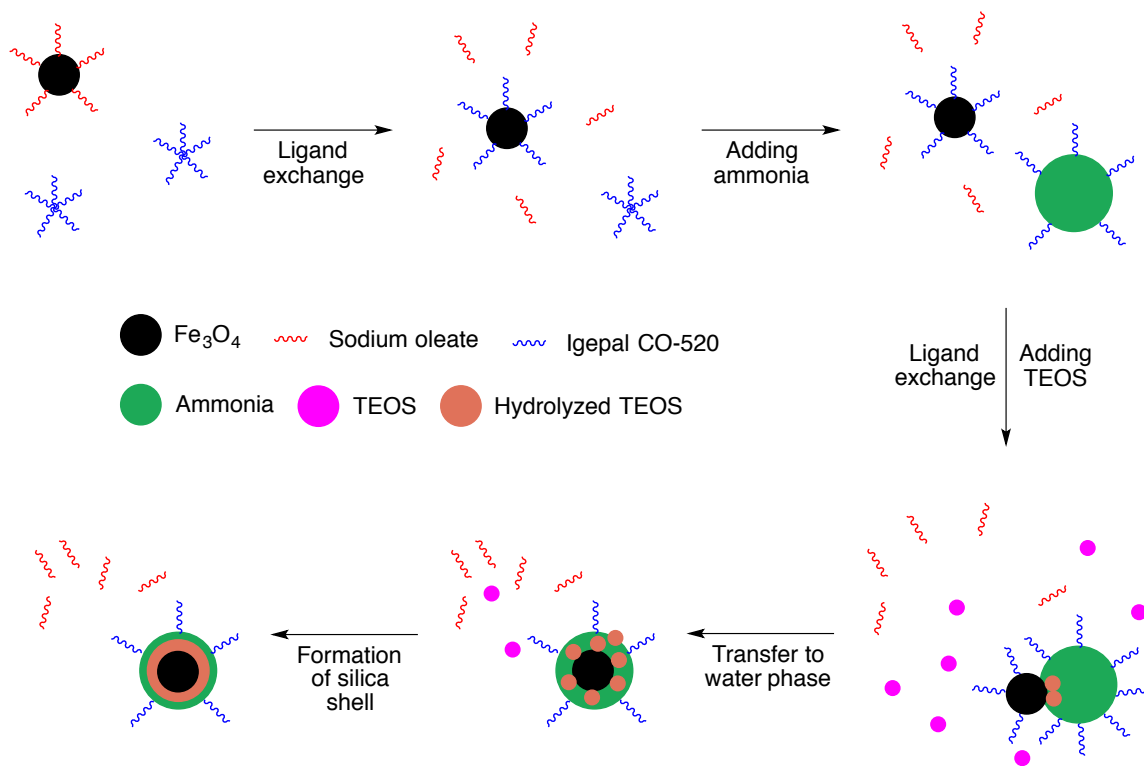 Ligand
exchange
Adding
ammonia
Fe₃O₄
Sodium oleate
Igepal CO-520
Ammonia
TEOS
Hydrolyzed TEOS
Ligand
exchange
Adding
TEOS
Transfer to
water phase
Formation
of silica
shell